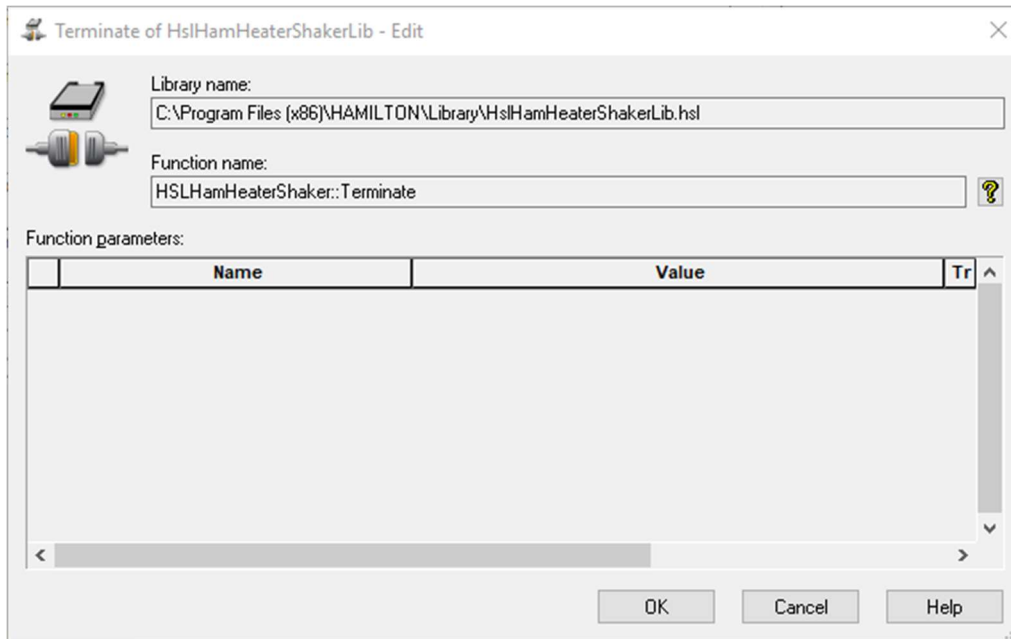 Terminate of HslHamHeaterShakerLib - Edit
Library name:
C:\Program Files (x86)\HAMILTON\Library\HslHamHeaterShakerLib.hsl
Function name:
HSLHamHeaterShaker::Terminate
Function parameters:
Name Value Tr
OK Cancel Help